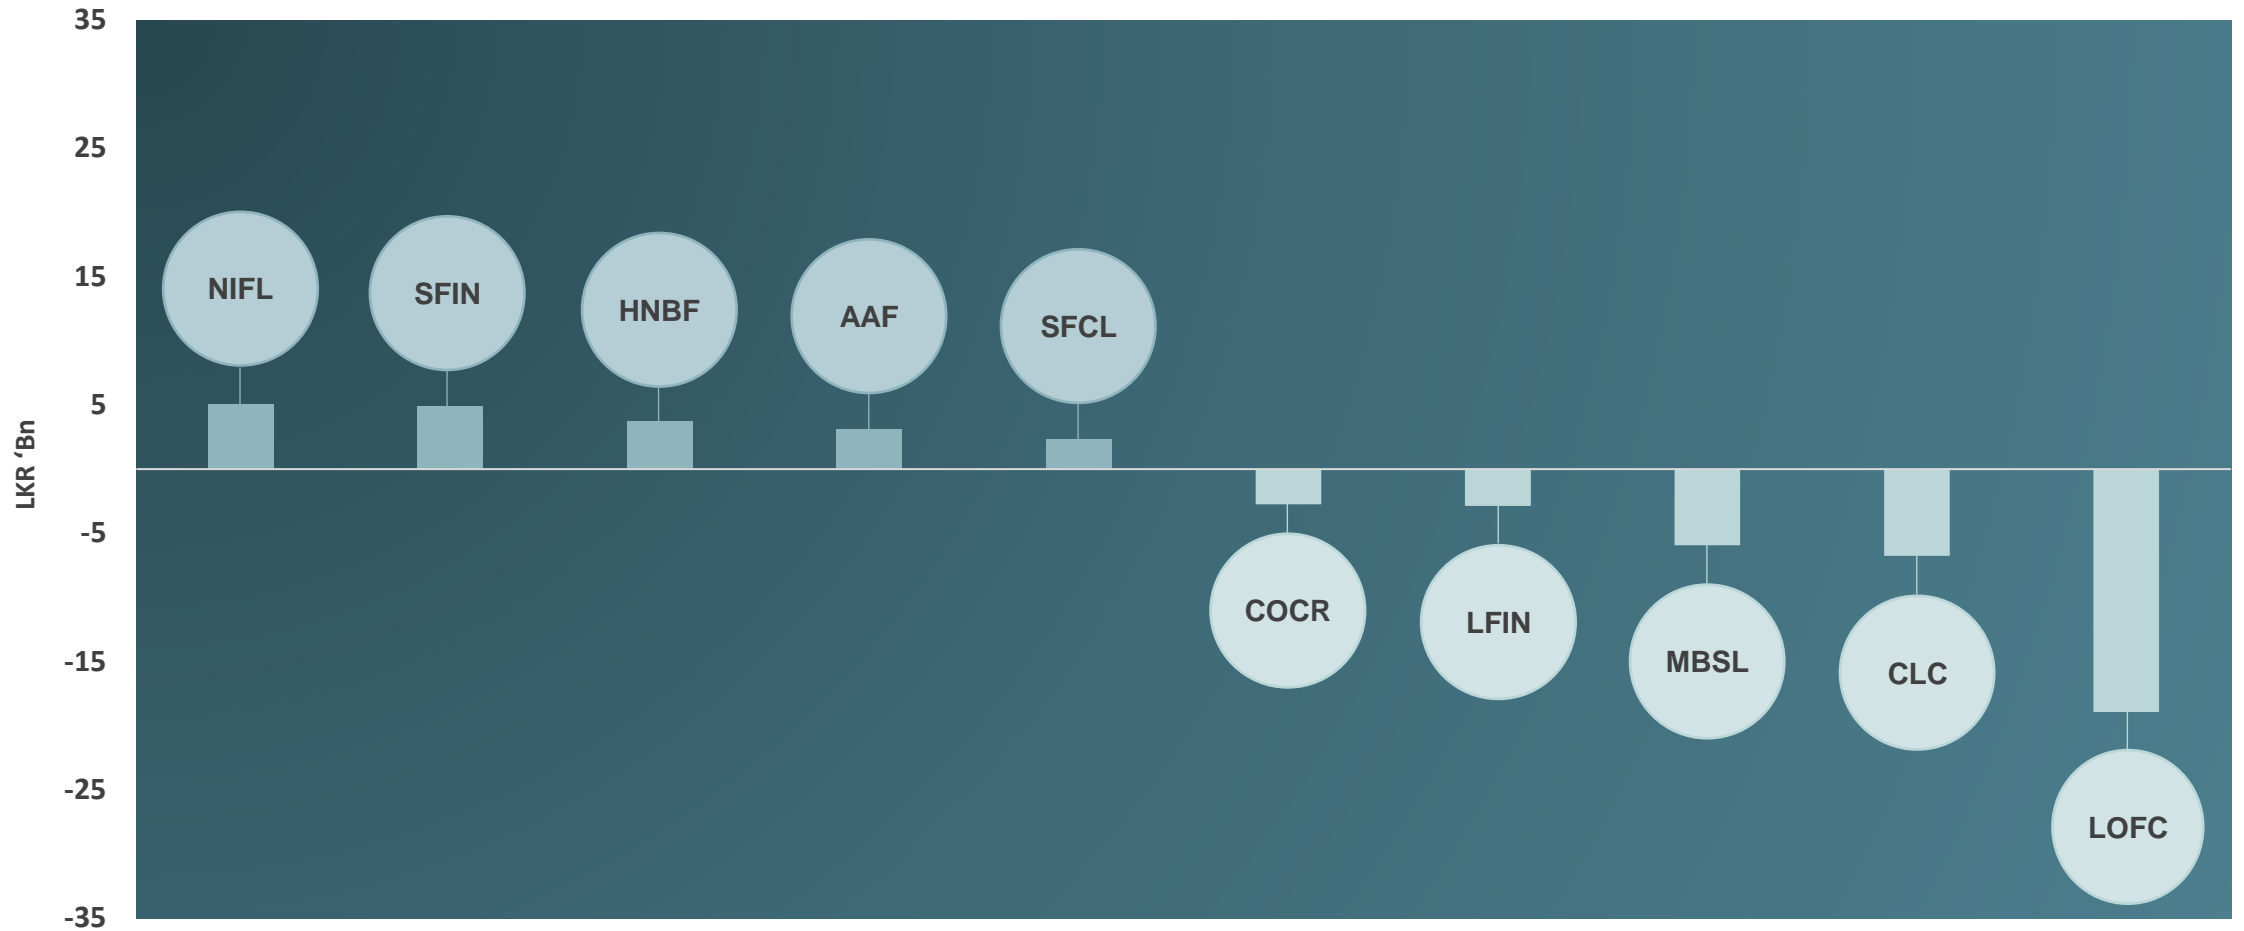 35
25
15
5
-5
-15
-25
-35
LKR ‘Bn
NIFL
SFIN
HNBF
AAF
SFCL
COCR
LFIN
MBSL
CLC
LOFC